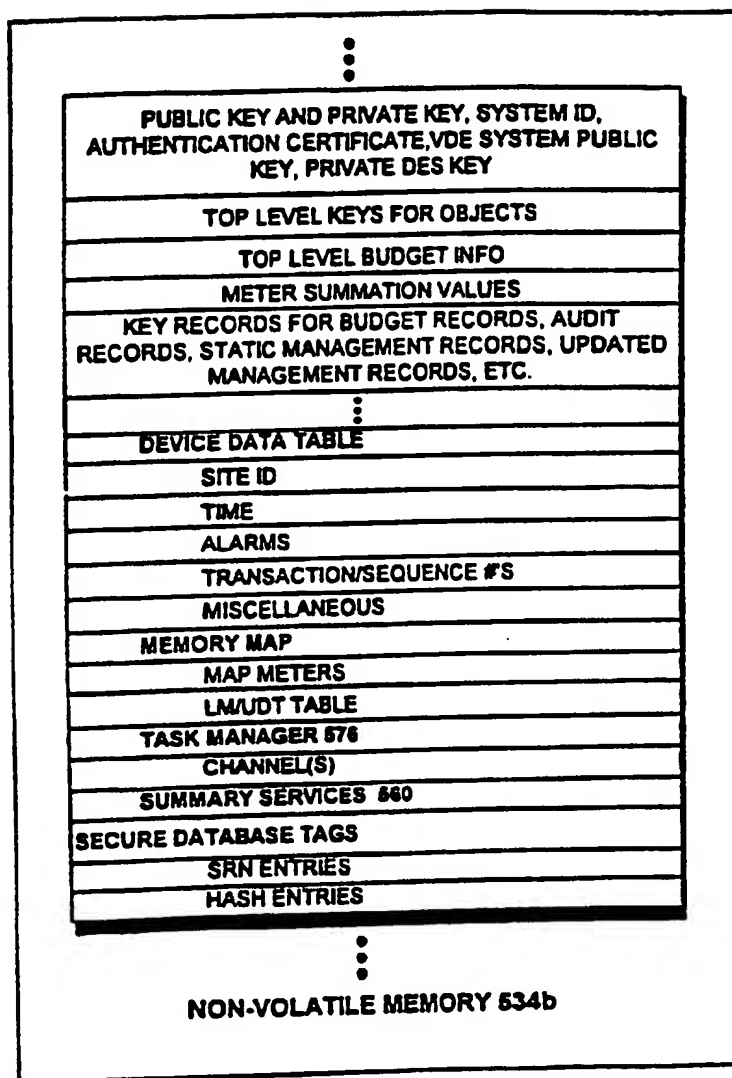 PUBLIC KEY AND PRIVATE KEY, SYSTEM ID,
AUTHENTICATION CERTIFICATE,VDE SYSTEM PUBLIC
KEY, PRIVATE DES KEY
TOP LEVEL KEYS FOR OBJECTS
TOP LEVEL BUDGET INFO
METER SUMMATION VALUES
KEY RECORDS FOR BUDGET RECORDS, AUDIT
RECORDS, STATIC MANAGEMENT RECORDS, UPDATED
MANAGEMENT RECORDS, ETC.
DEVICE DATA TABLE
SITE ID
TIME
ALARMS
TRANSACTION/SEQUENCE #'S
MISCELLANEOUS
MEMORY MAP
MAP METERS
LM/UDT TABLE
TASK MANAGER 576
CHANNEL(S)
SUMMARY SERVICES 560
SECURE DATABASE TAGS
SRN ENTRIES
HASH ENTRIES
NON-VOLATILE MEMORY 534b